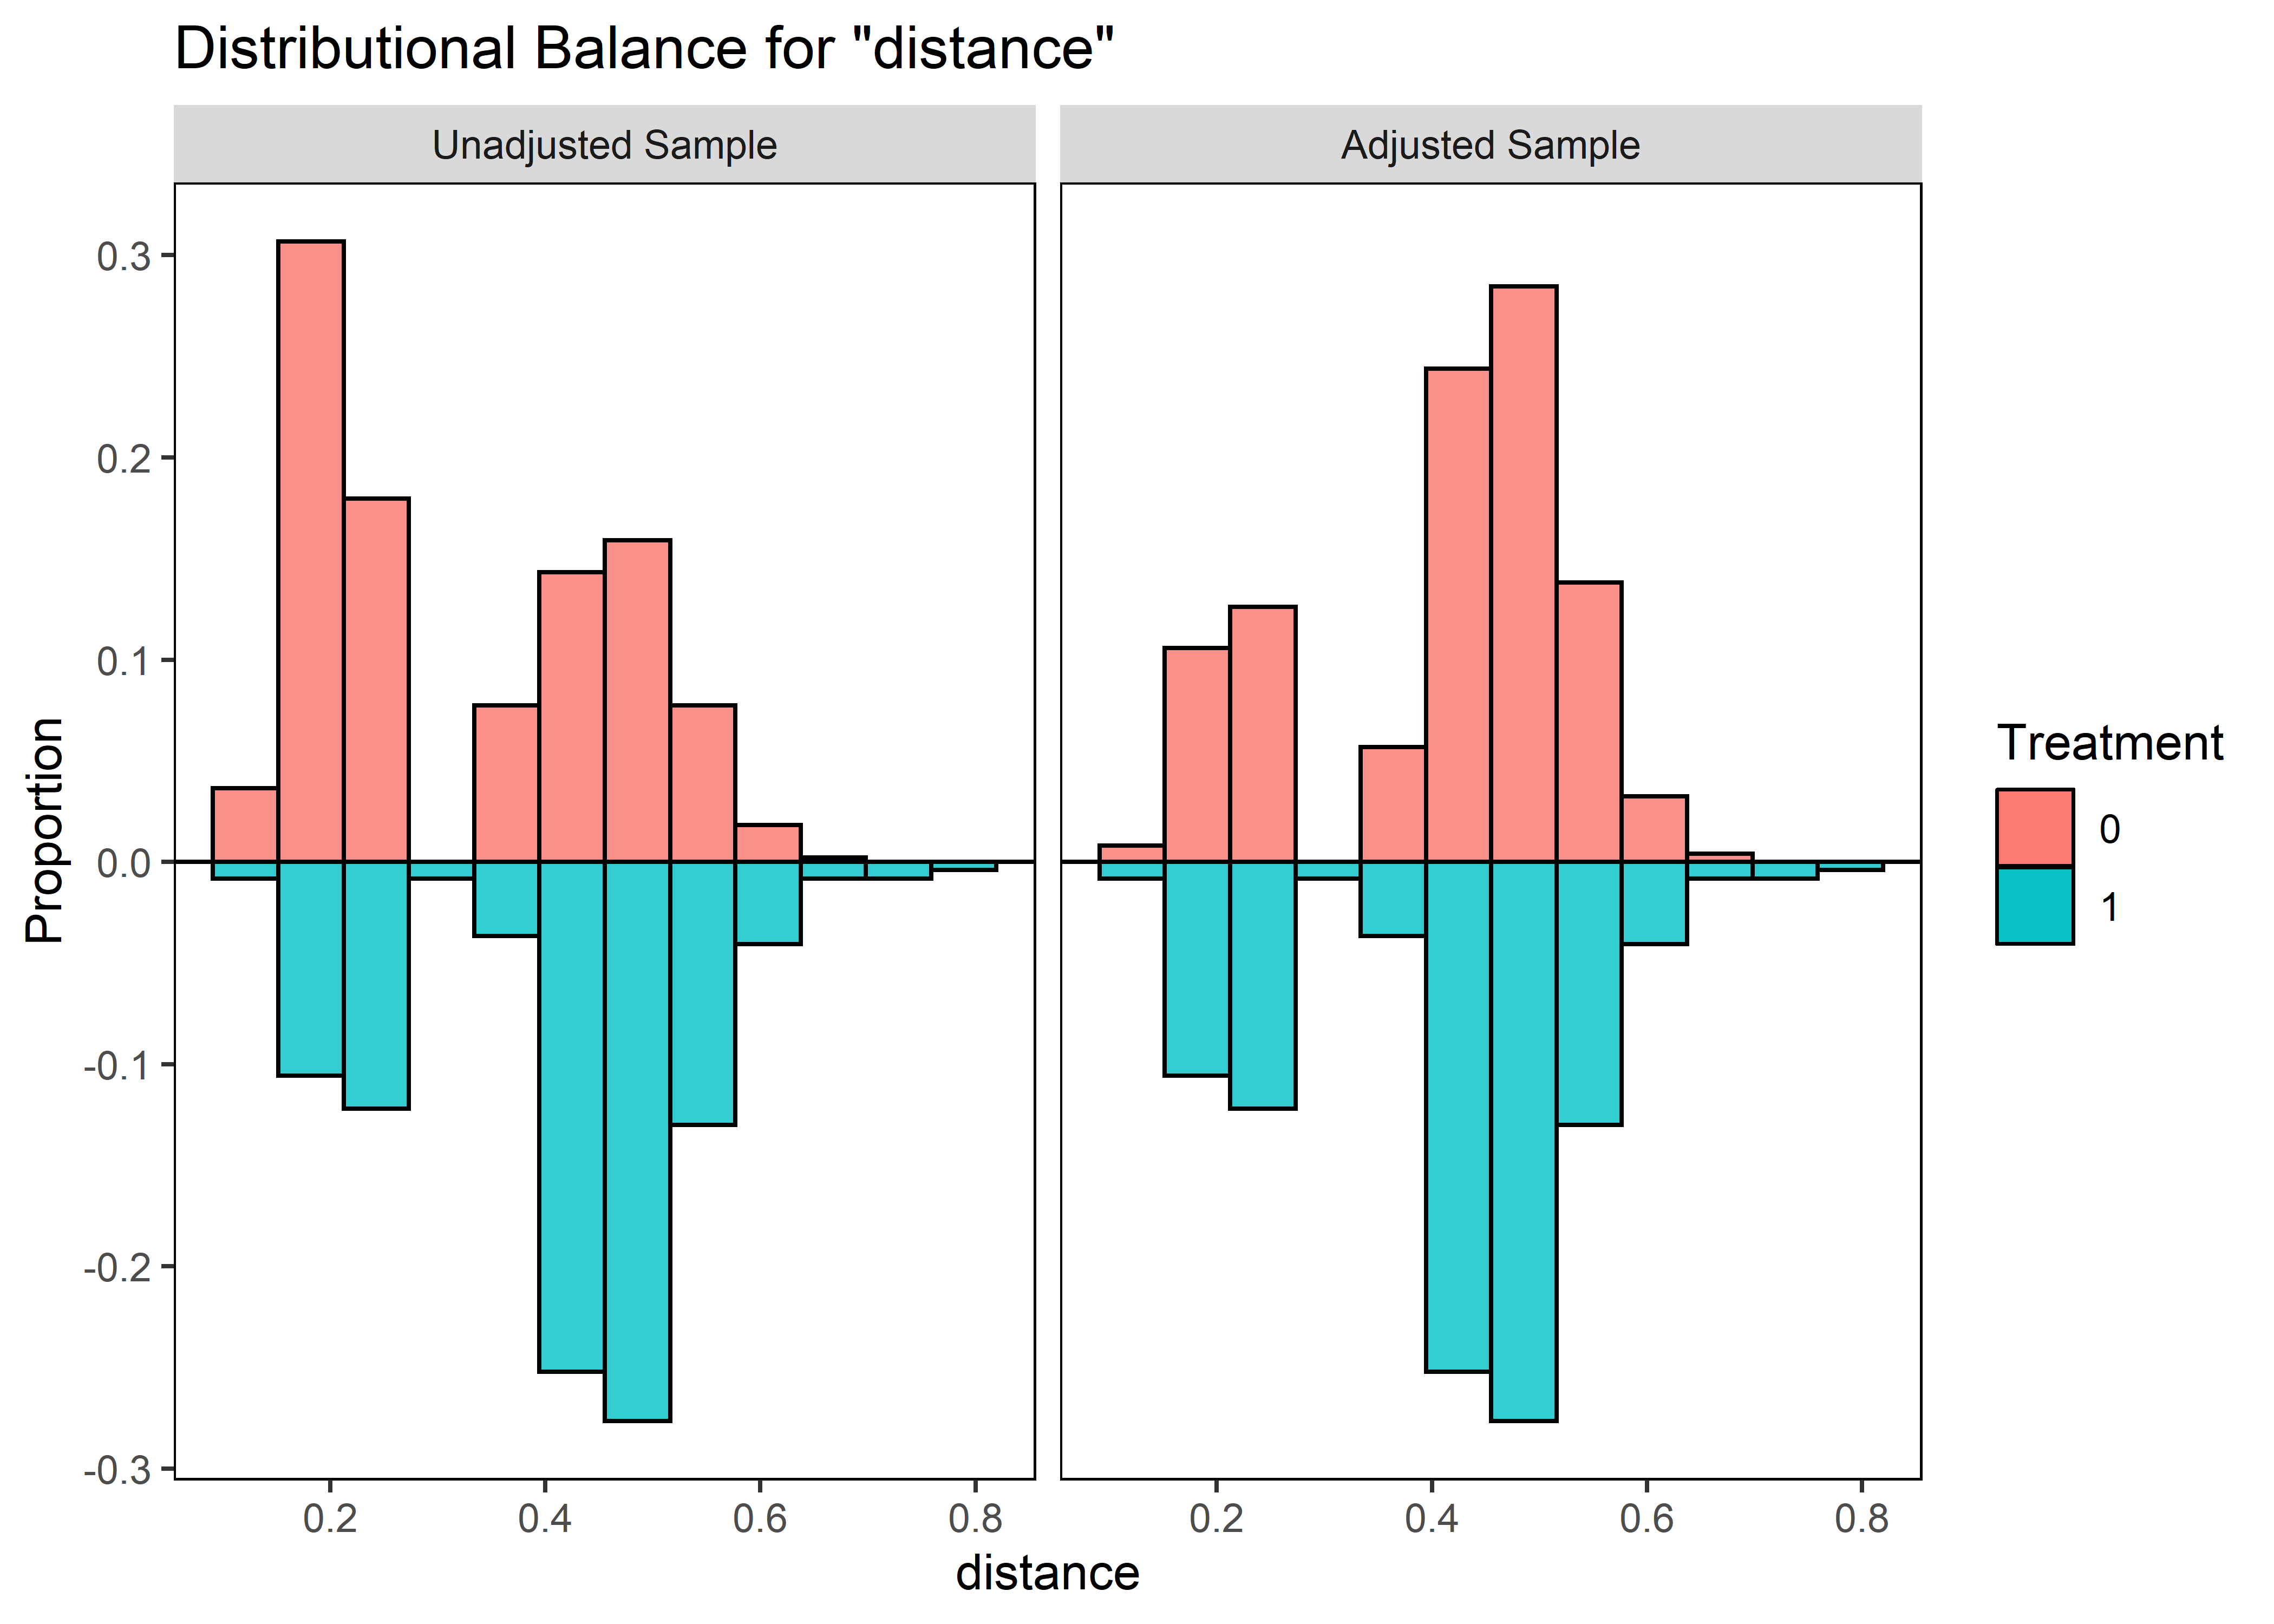 Distributional Balance for "distance"
Unadjusted Sample
Adjusted Sample
0.3
0.2
0.1
0.0
-0.1
-0.2
-0.3
Proportion
0.2 0.4 0.6 0.8
0.2 0.4 0.6 0.8
distance
Treatment
0
1